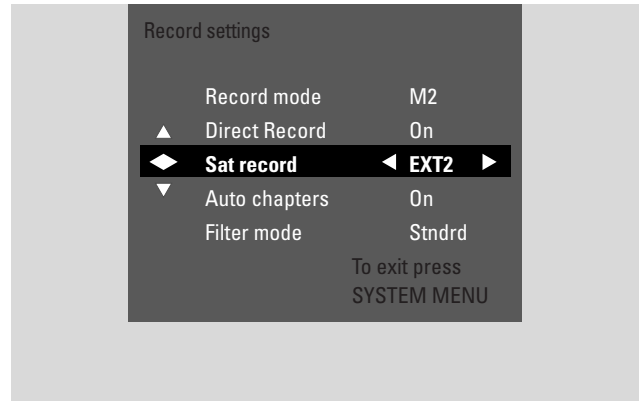 Record settings
Record mode M2
Direct Record On
Sat record EXT2
Auto chapters On
Filter mode Stndrd
To exit press
SYSTEM MENU